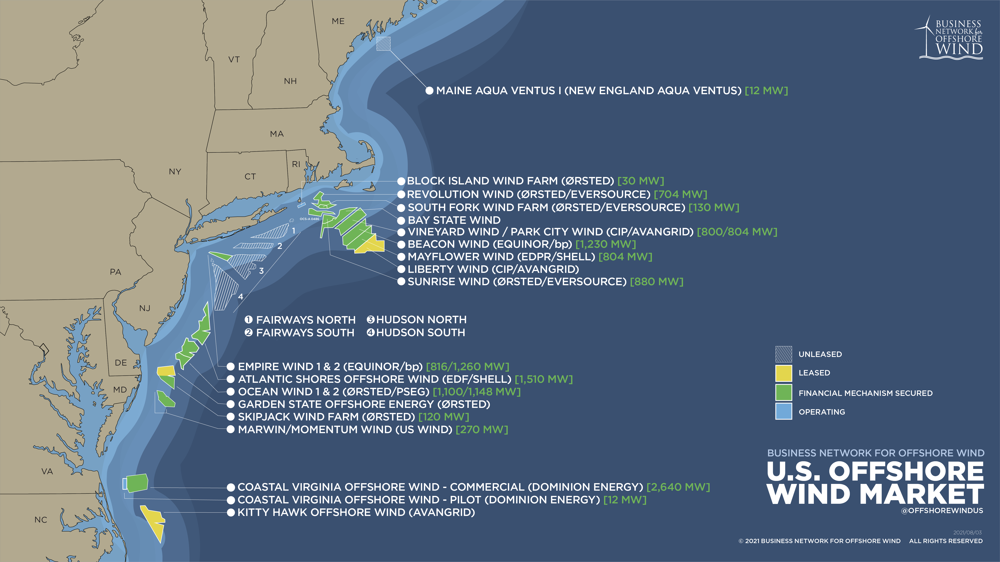 ME
VT
NH
MA
RI
CT
NY
PA
NJ
DE
MD
VA
NC
BUSINESS
NETWORK for
OFFSHORE
WIND
MAINE AQUA VENTUS I (NEW ENGLAND AQUA VENTUS) [12 MW]
BLOCK ISLAND WIND FARM (ØRSTED) [30 MW]
REVOLUTION WIND (ØRSTED/EVERSOURCE) [704 MW]
SOUTH FORK WIND FARM (ØRSTED/EVERSOURCE) [130 MW]
BAY STATE WIND
VINEYARD WIND / PARK CITY WIND (CIP/AVANGRID) [800/804 MW]
BEACON WIND (EQUINOR/bp) [1,230 MW]
MAYFLOWER WIND (EDPR/SHELL) [804 MW]
LIBERTY WIND (CIP/AVANGRID)
SUNRISE WIND (ØRSTED/EVERSOURCE) [880 MW]
OCS-A 0486
1
2
3
4
1 FAIRWAYS NORTH
2 FAIRWAYS SOUTH
3 HUDSON NORTH
4 HUDSON SOUTH
EMPIRE WIND 1 & 2 (EQUINOR/bp) [816/1,260 MW]
ATLANTIC SHORES OFFSHORE WIND (EDF/SHELL) [1,510 MW]
OCEAN WIND 1 & 2 (ØRSTED/PSEG) [1,100/1,148 MW]
GARDEN STATE OFFSHORE ENERGY (ØRSTED)
SKIPJACK WIND FARM (ØRSTED) [120 MW]
MARWIN/MOMENTUM WIND (US WIND) [270 MW]
COASTAL VIRGINIA OFFSHORE WIND - COMMERCIAL (DOMINION ENERGY) [2,640 MW]
COASTAL VIRGINIA OFFSHORE WIND - PILOT (DOMINION ENERGY) [12 MW]
KITTY HAWK OFFSHORE WIND (AVANGRID)
UNLEASED
LEASED
FINANCIAL MECHANISM SECURED
OPERATING
BUSINESS NETWORK FOR OFFSHORE WIND
U.S. OFFSHORE
WIND MARKET
@OFFSHOREWINDUS
2021/08/03
© 2021 BUSINESS NETWORK FOR OFFSHORE WIND ALL RIGHTS RESERVED